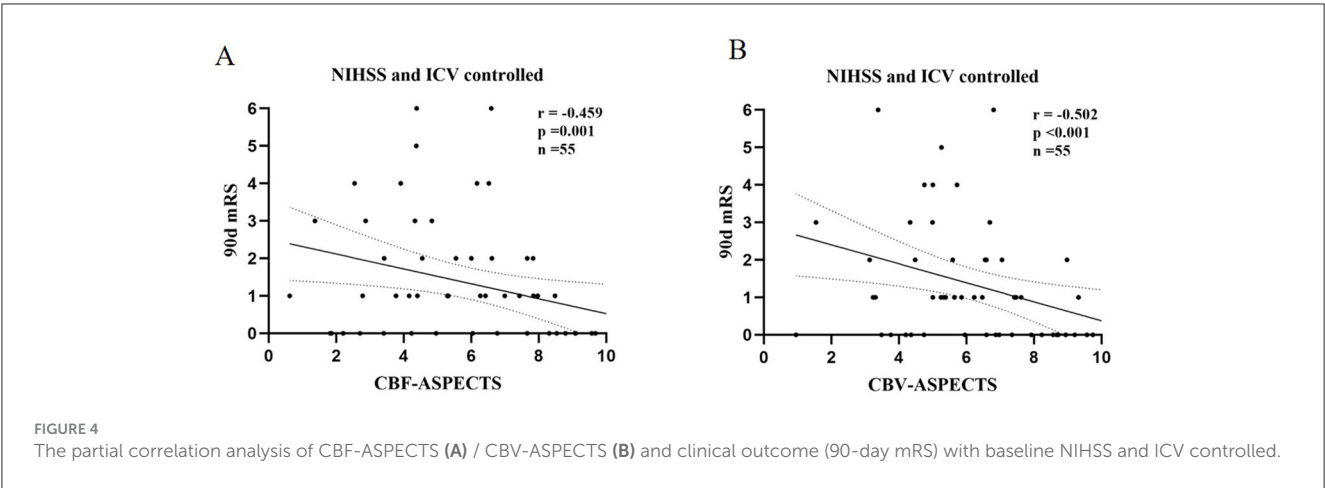 A
NIHSS and ICV controlled
r = -0.459
p =0.001
n =55
6
5
4
3
2
1
0
90d mRS
0 2 4 6 8 10
CBF-ASPECTS
B
NIHSS and ICV controlled
r = -0.502
p <0.001
n =55
6
5
4
3
2
1
0
90d mRS
0 2 4 6 8 10
CBV-ASPECTS
FIGURE 4
The partial correlation analysis of CBF-ASPECTS (A) / CBV-ASPECTS (B) and clinical outcome (90-day mRS) with baseline NIHSS and ICV controlled.